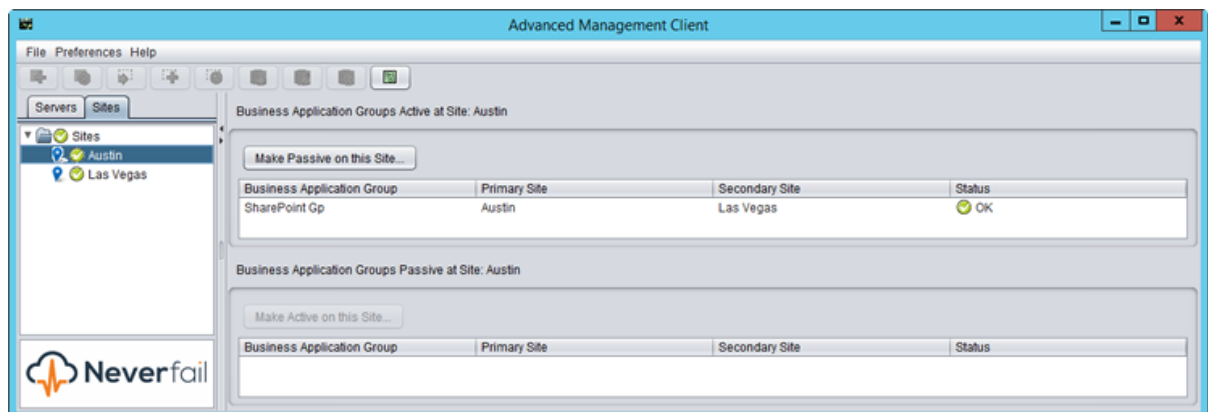 Advanced Management Client
File Preferences Help
Servers Sites
Sites
Austin
Las Vegas
Neverfail
Business Application Groups Active at Site: Austin
Make Passive on this Site...
Business Application Group Primary Site Secondary Site Status
SharePoint Gp Austin Las Vegas OK
Business Application Groups Passive at Site: Austin
Make Active on this Site...
Business Application Group Primary Site Secondary Site Status